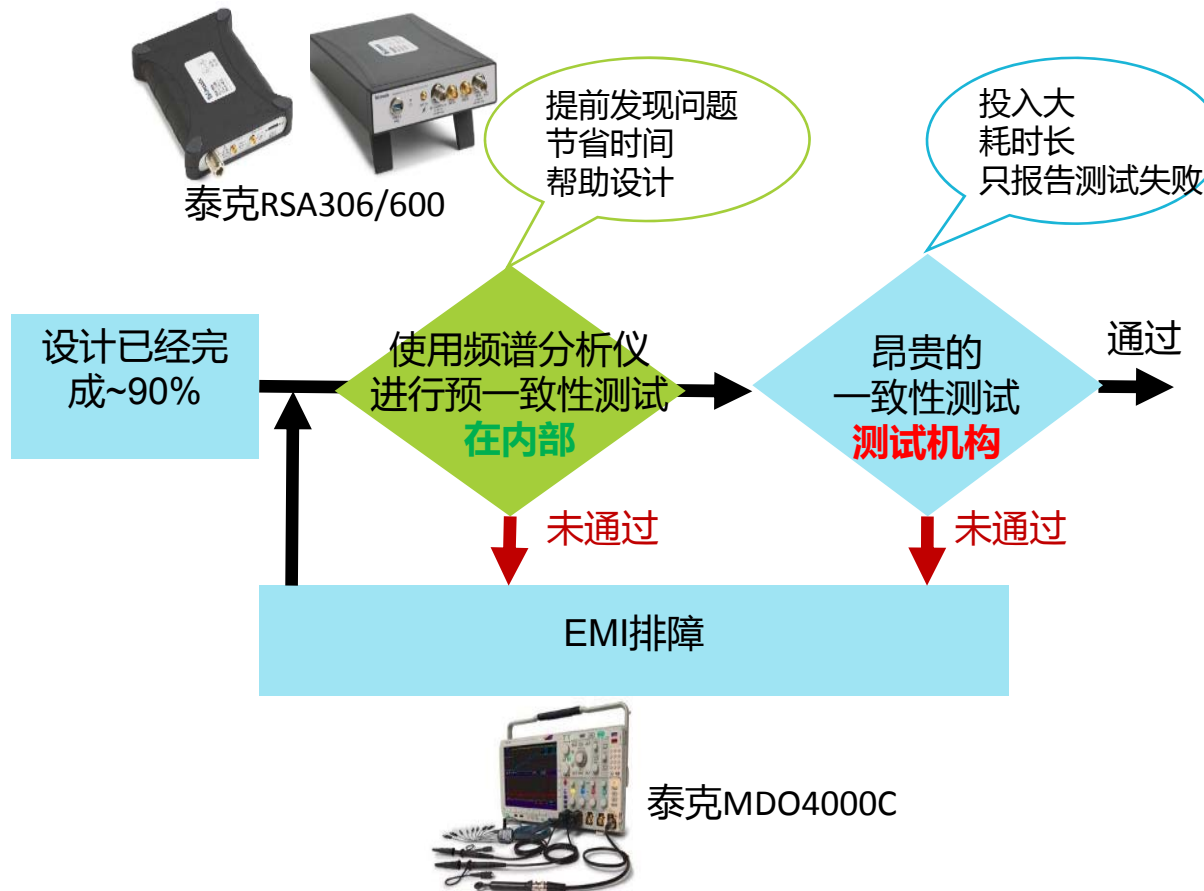 泰克RSA306/600
提前发现问题
节省时间
帮助设计
投入大
耗时长
只报告测试失败
设计已经完
成~90%
使用频谱分析仪
进行预一致性测试
在内部
昂贵的
一致性测试
测试机构
通过
未通过
未通过
EMI排障
泰克MDO4000C